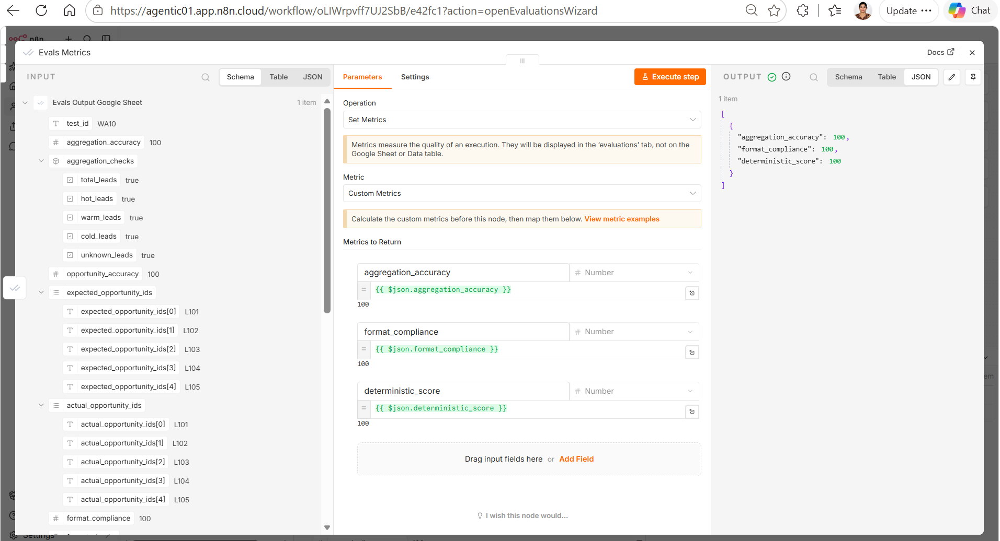 https://agentic01.app.n8n.cloud/workflow/oLlWrpvff7UJ2SbB/e42fc1?action=openEvaluationsWizard
Update
Chat
n8n
Evals Metrics
Docs
INPUT
Schema
Table
JSON
Evals Output Google Sheet
1 item
test_id WA10
aggregation_accuracy 100
aggregation_checks
total_leads true
hot_leads true
warm_leads true
cold_leads true
unknown_leads true
opportunity_accuracy 100
expected_opportunity_ids
expected_opportunity_ids[0] L101
expected_opportunity_ids[1] L102
expected_opportunity_ids[2] L103
expected_opportunity_ids[3] L104
expected_opportunity_ids[4] L105
actual_opportunity_ids
actual_opportunity_ids[0] L101
actual_opportunity_ids[1] L102
actual_opportunity_ids[2] L103
actual_opportunity_ids[3] L104
actual_opportunity_ids[4] L105
format_compliance 100
Settings
Parameters
Settings
Execute step
Operation
Set Metrics
Metrics measure the quality of an execution. They will be displayed in the ‘evaluations’ tab, not on the
Google Sheet or Data table.
Metric
Custom Metrics
Calculate the custom metrics before this node, then map them below. View metric examples
Metrics to Return
aggregation_accuracy
# Number
= {{ $json.aggregation_accuracy }}
100
format_compliance
# Number
= {{ $json.format_compliance }}
100
deterministic_score
# Number
= {{ $json.deterministic_score }}
100
Drag input fields here or Add Field
I wish this node would...
OUTPUT
Schema
Table
JSON
1 item
[
{
"aggregation_accuracy": 100,
"format_compliance": 100,
"deterministic_score": 100
}
]